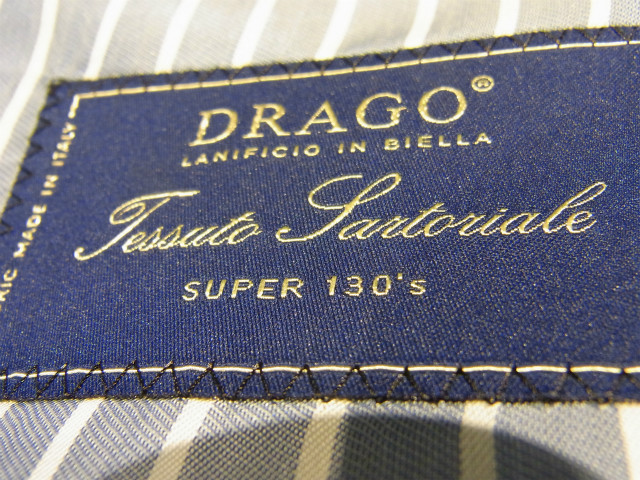 DRAGO®
LANIFICIO IN BIELLA
Tessuto Sartoriale
SUPER 130's
MADE IN ITALY